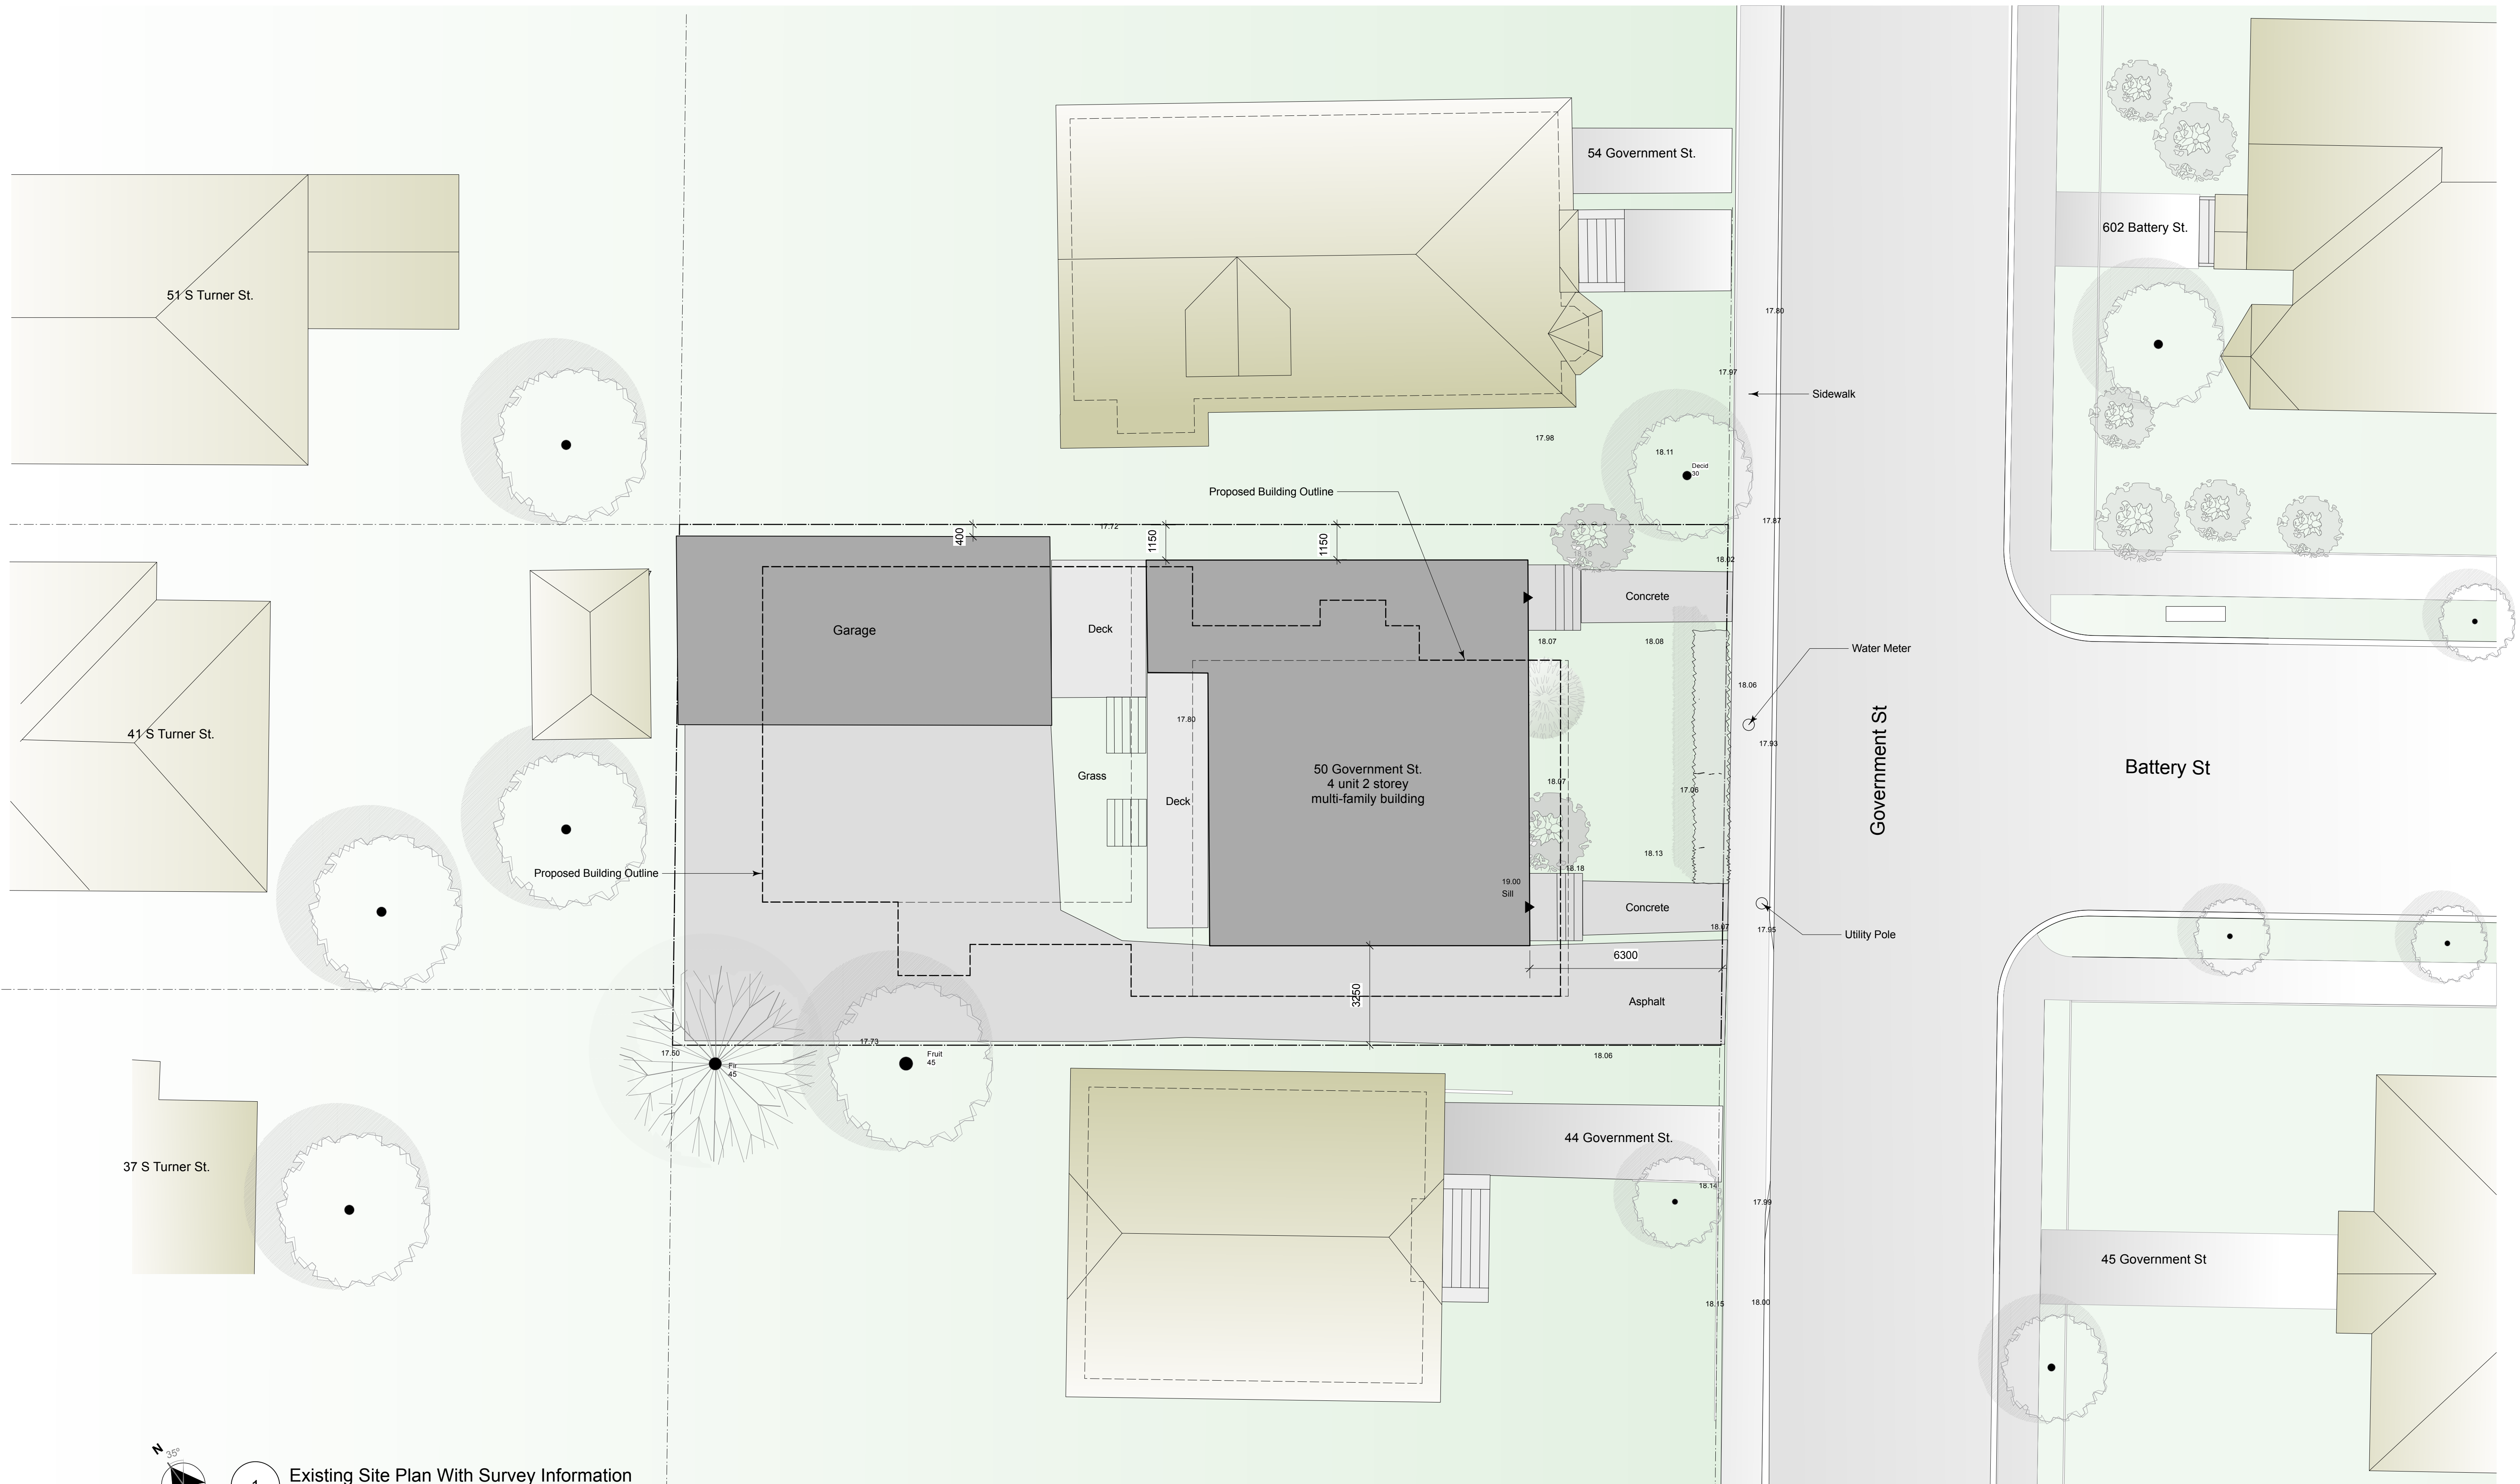 54 Government St.
602 Battery St.
51 S Turner St.
17.80
17.97
Sidewalk
17.98
18.11
Decid
30
Proposed Building Outline
17.72
17.87
400
1150
1150
18.02
Concrete
Garage
Deck
18.07
18.08
Water Meter
18.06
17.80
41 S Turner St.
17.93
Government St
Battery St
Grass
50 Government St.
4 unit 2 storey
multi-family building
18.07
17.06
Deck
18.13
Proposed Building Outline
18.18
19.00
Sill
Concrete
18.07
17.95
Utility Pole
6300
3250
Asphalt
17.73
17.50
18.06
Fruit
45
Fir
45
44 Government St.
37 S Turner St.
18.14
17.99
45 Government St
18.15
18.00
N
35°
1
Existing Site Plan With Survey Information